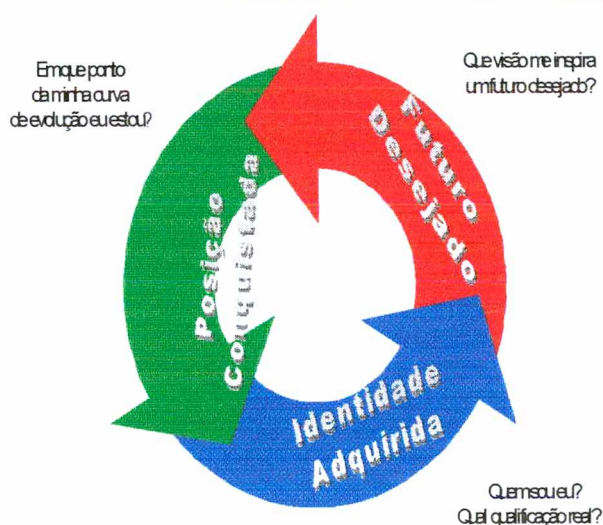 Em que ponto
da minha curva
de evolução eu estou?
Que visão me inspira
um futuro desejado?
Futuro
Desejado
Posição
Conquistada
Identidade
Adquirida
Quem sou eu?
Qual qualificação real?